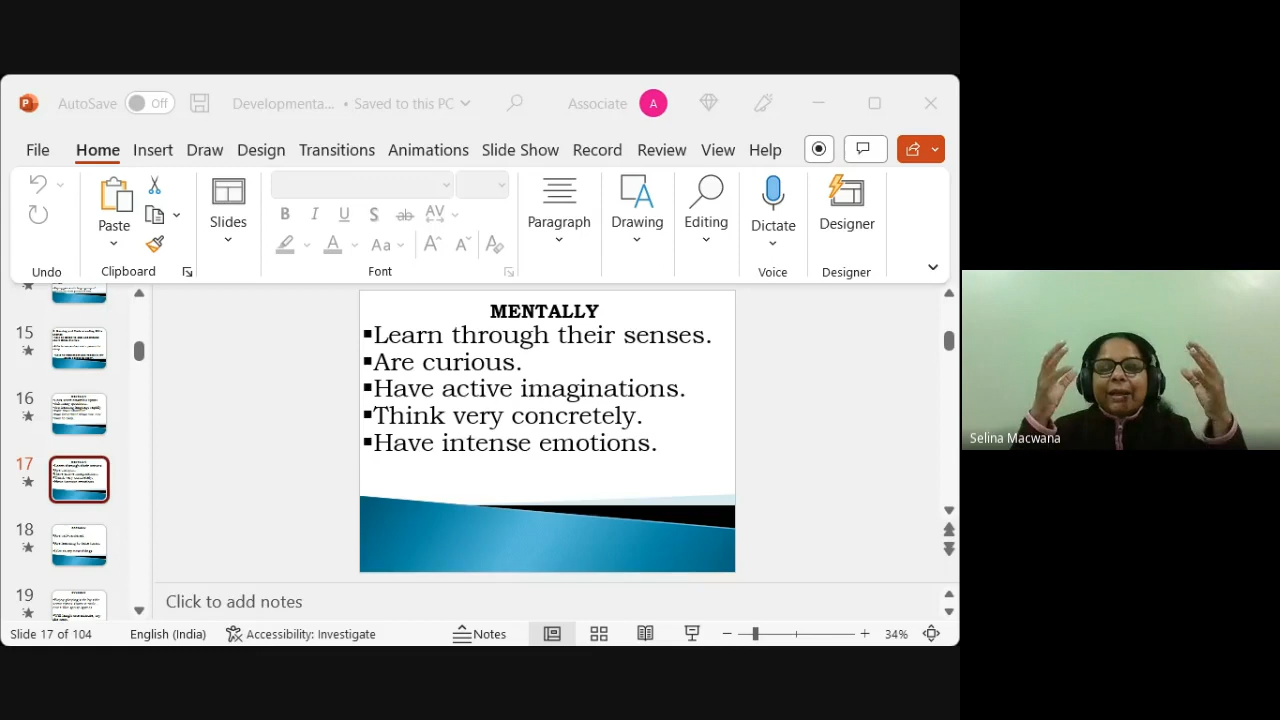 AutoSave Off Developmenta... • Saved to this PC Associate A
File Home Insert Draw Design Transitions Animations Slide Show Record Review View Help
Paste Slides B I U S ab AV Paragraph Drawing Editing Dictate Designer
A Aa A A A
Undo Clipboard Font Voice Designer
15
16
17
18
19
MENTALLY
▪Learn through their senses.
▪Are curious.
▪Have active imaginations.
▪Think very concretely.
▪Have intense emotions.
Selina Macwana
Click to add notes
Slide 17 of 104 English (India) Accessibility: Investigate Notes 34%